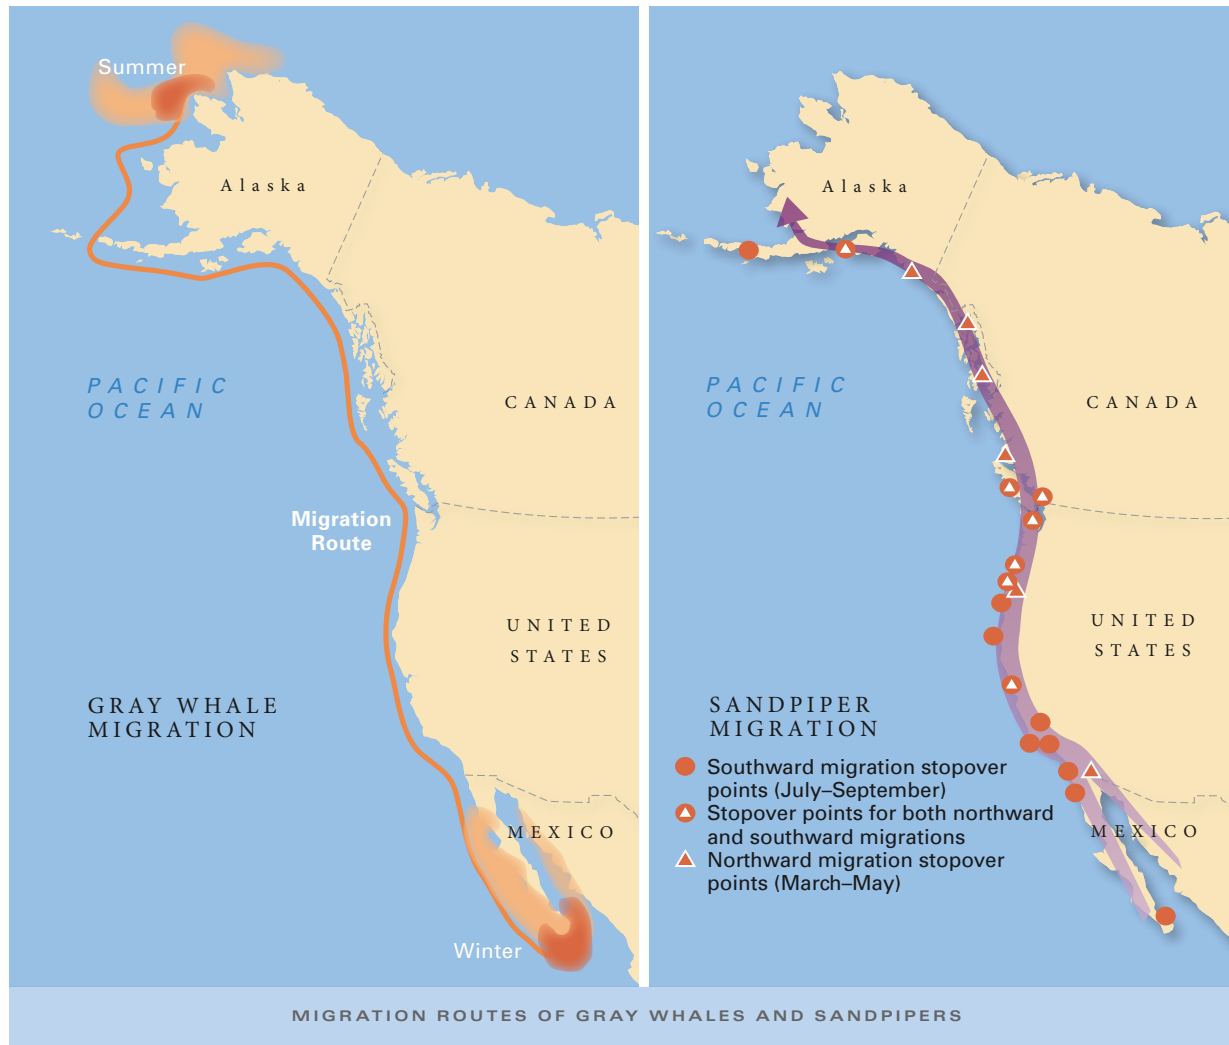 Summer
Alaska
PACIFIC
OCEAN
CANADA
Migration
Route
UNITED
STATES
GRAY WHALE
MIGRATION
MEXICO
Winter
Alaska
PACIFIC
OCEAN
CANADA
UNITED
STATES
SANDPIPER
MIGRATION
Southward migration stopover
points (July–September)
Stopover points for both northward
and southward migrations
Northward migration stopover
points (March–May)
MEXICO
MIGRATION ROUTES OF GRAY WHALES AND SANDPIPERS